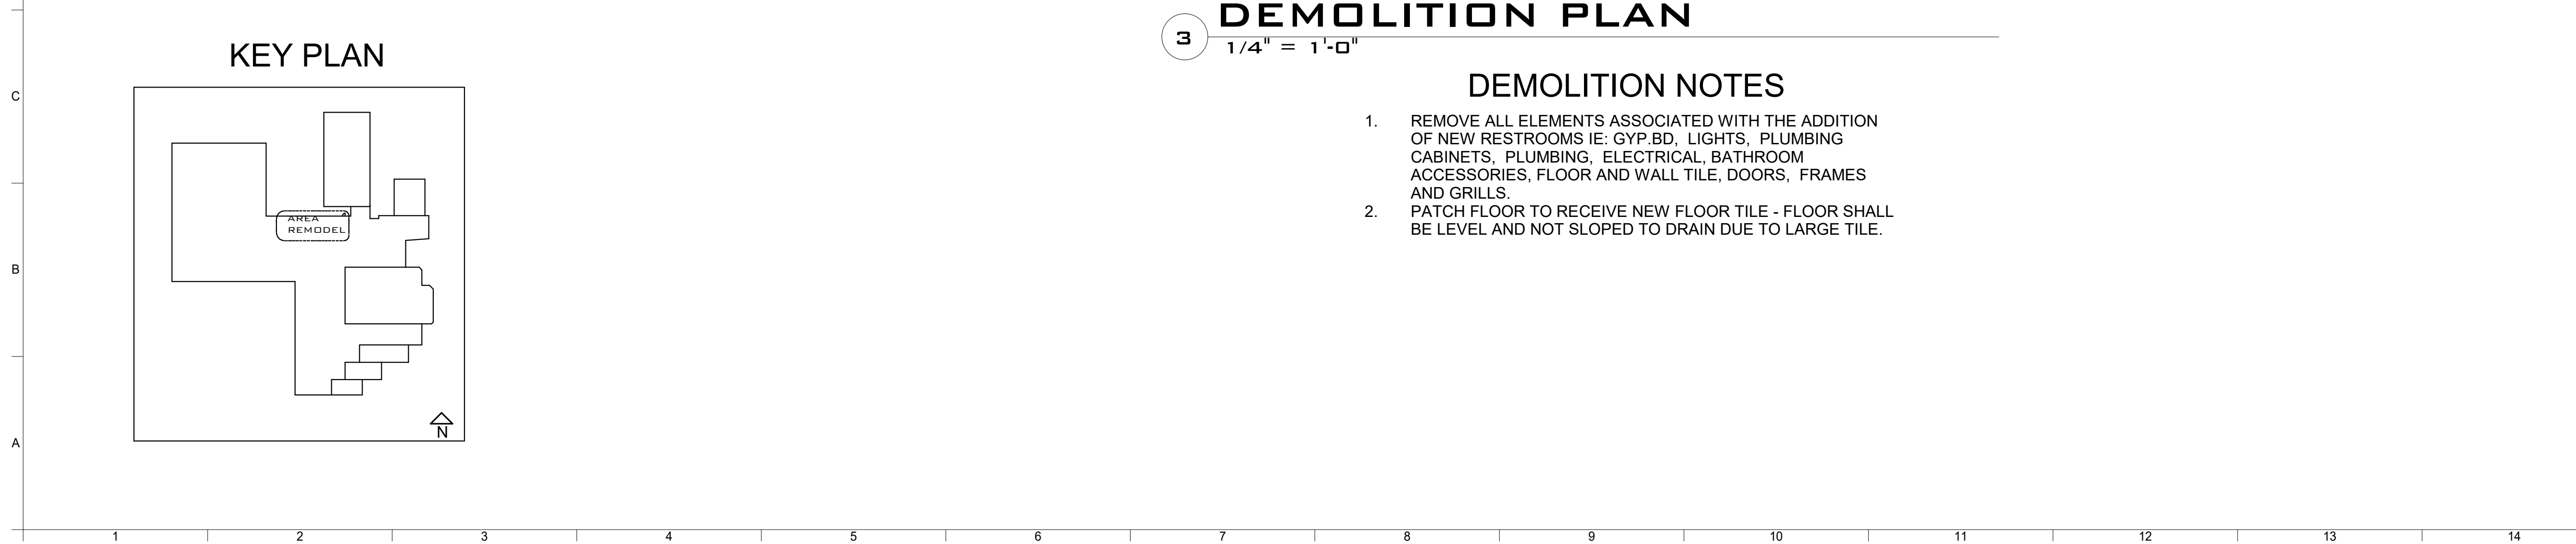 DEMOLITION PLAN
3
1/4" = 1'-0"
KEY PLAN
AREA
REMODEL
N
DEMOLITION NOTES
1. REMOVE ALL ELEMENTS ASSOCIATED WITH THE ADDITION
OF NEW RESTROOMS IE: GYP.BD, LIGHTS, PLUMBING
CABINETS, PLUMBING, ELECTRICAL, BATHROOM
ACCESSORIES, FLOOR AND WALL TILE, DOORS, FRAMES
AND GRILLS.
2. PATCH FLOOR TO RECEIVE NEW FLOOR TILE - FLOOR SHALL
BE LEVEL AND NOT SLOPED TO DRAIN DUE TO LARGE TILE.
C
B
A
1 2 3 4 5 6 7 8 9 10 11 12 13 14